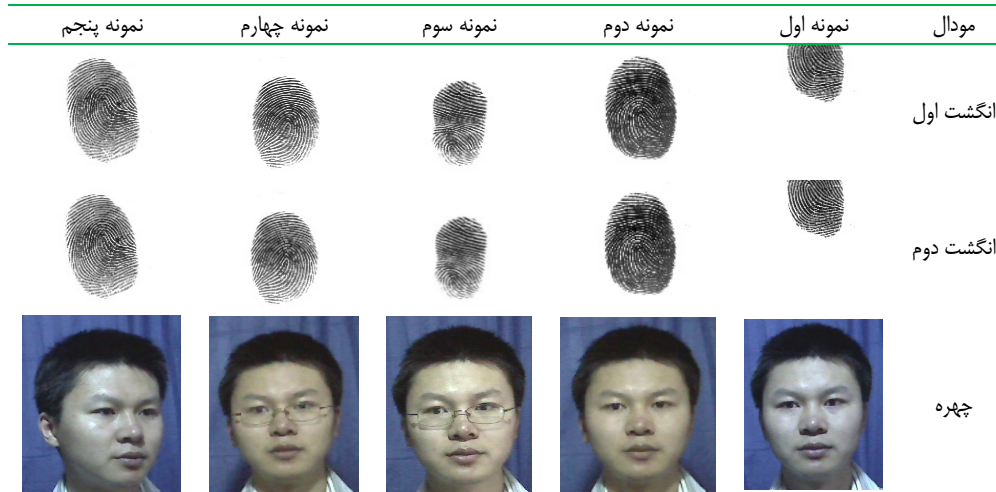 مودال نمونه اول نمونه دوم نمونه سوم نمونه چهارم نمونه پنجم
انگشت اول
انگشت دوم
چهره